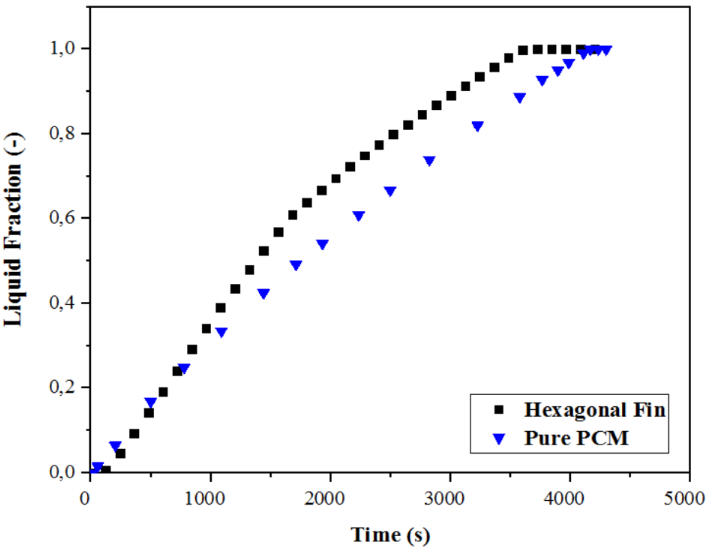 1,0
0,8
0,6
0,4
0,2
0,0
Liquid Fraction (-)
Hexagonal Fin
Pure PCM
0 1000 2000 3000 4000 5000
Time (s)